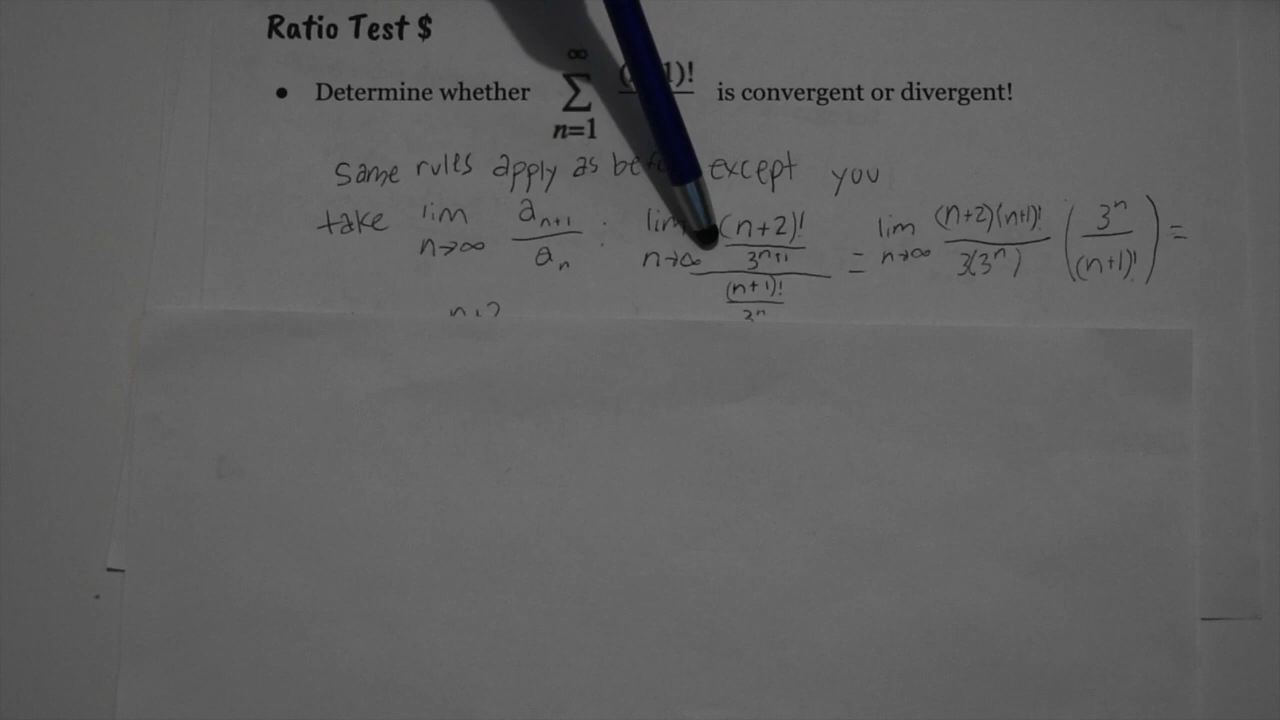 Ratio Test $
• Determine whether ∞ Σ n=1 1)! is convergent or divergent!
Same rules apply as except you
take lim n→∞ a_{n+1} / a_n : lim n→∞ ((n+2)! / 3^{n+1}) / ((n+1)! / 3^n) = lim n→∞ (n+2)(n+1)! / 3(3^n) (3^n / (n+1)!) =